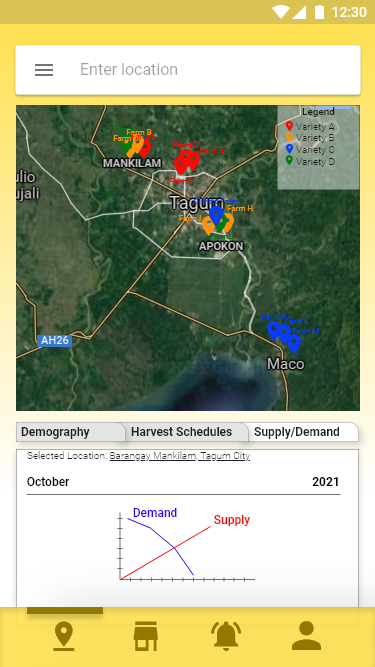 12:30
Enter location
Legend
Variety A
Variety B
Variety C
Variety D
Farm B
MANKILAM
ulio
ujali
Tagum
Farm H
APOKON
AH26
Maco
Demography Harvest Schedules Supply/Demand
Selected Location: Barangay Mankilam, Tagum City
October 2021
Demand
Supply